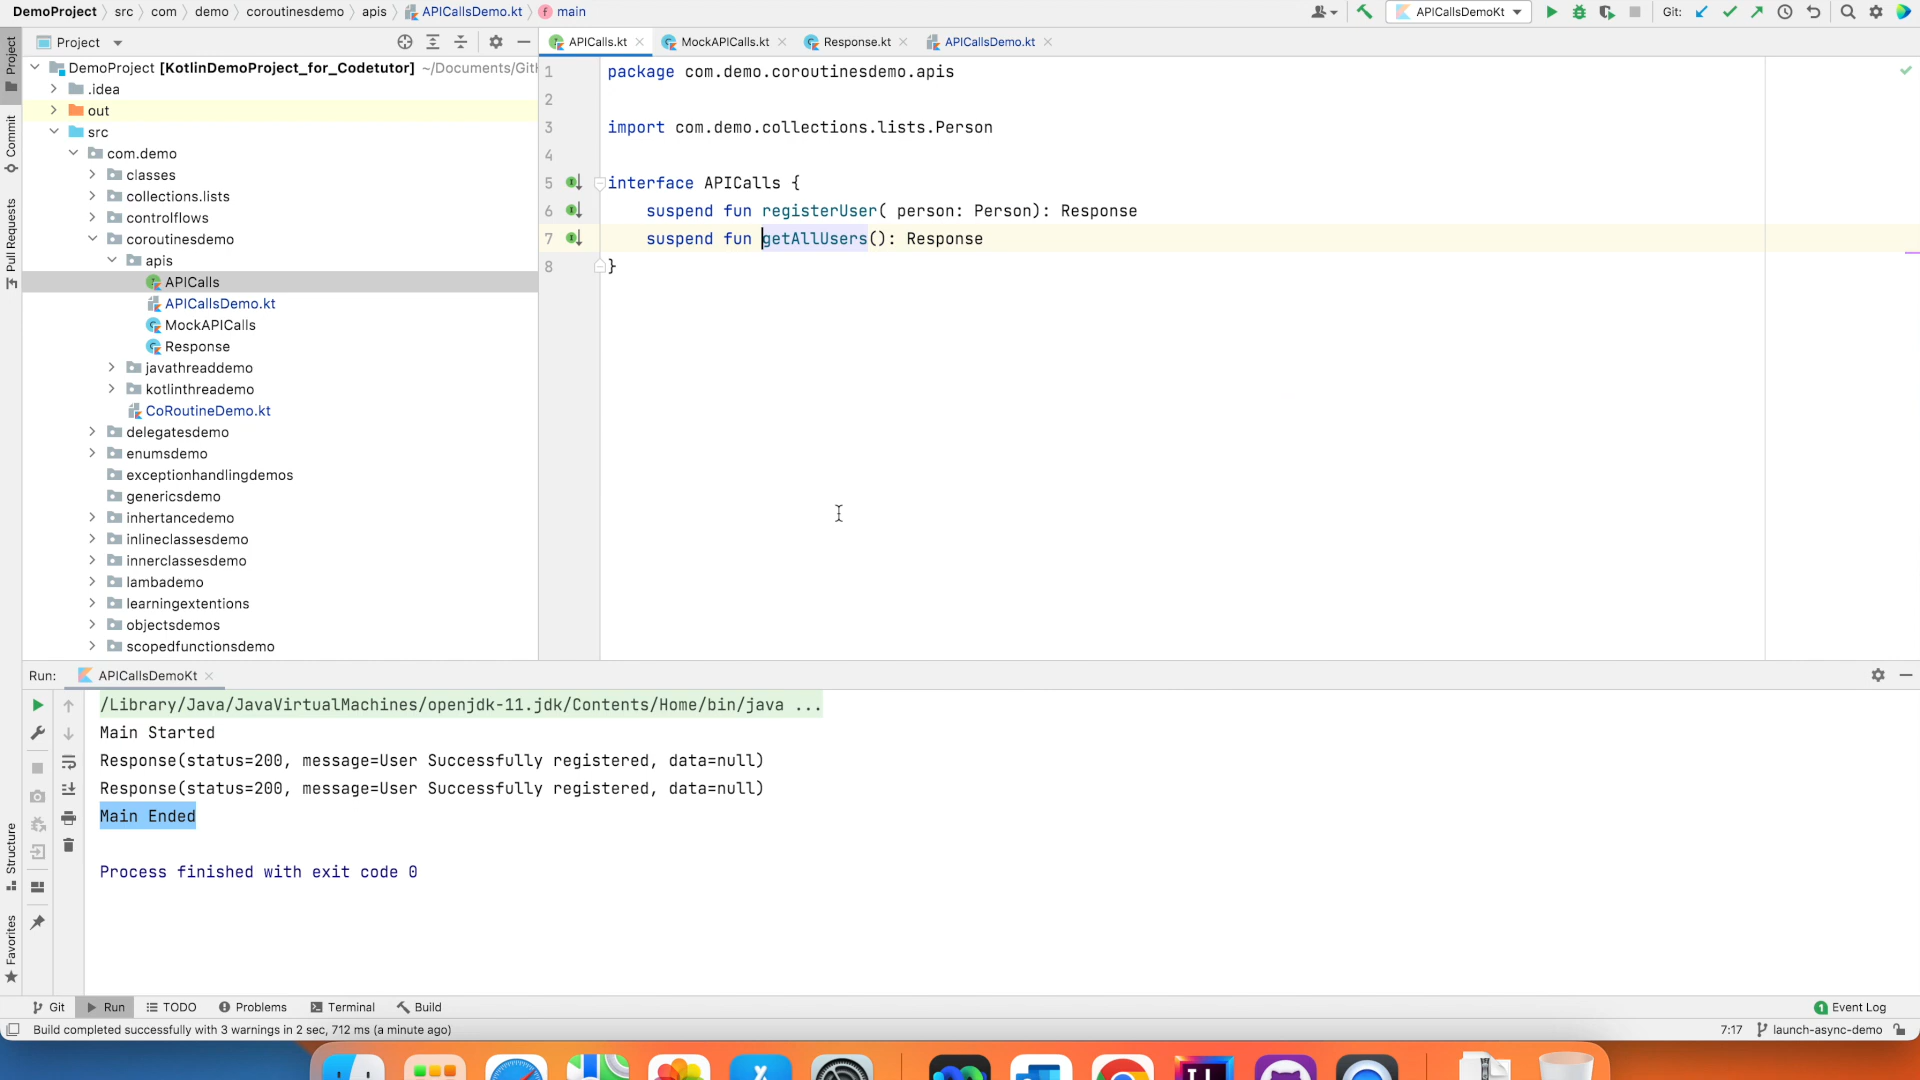 DemoProject src com demo coroutinesdemo apis APICallsDemo.kt main
APICallsDemoKt Git:
Project
APICalls.kt MockAPICalls.kt Response.kt APICallsDemo.kt
DemoProject [KotlinDemoProject_for_Codetutor] ~/Documents/GitH
.idea
out
src
com.demo
classes
collections.lists
controlflows
coroutinesdemo
apis
APICalls
APICallsDemo.kt
MockAPICalls
Response
javathreaddemo
kotlinthreademo
CoRoutineDemo.kt
delegatesdemo
enumsdemo
exceptionhandlingdemos
genericsdemo
inhertancedemo
inlineclassesdemo
innerclassesdemo
lambademo
learningextentions
objectsdemos
scopedfunctionsdemo
Project
Commit
Pull Requests
Structure
Favorites
1 package com.demo.coroutinesdemo.apis
2
3 import com.demo.collections.lists.Person
4
5 interface APICalls {
6 suspend fun registerUser( person: Person): Response
7 suspend fun getAllUsers(): Response
8 }
Run: APICallsDemoKt
/Library/Java/JavaVirtualMachines/openjdk-11.jdk/Contents/Home/bin/java ...
Main Started
Response(status=200, message=User Successfully registered, data=null)
Response(status=200, message=User Successfully registered, data=null)
Main Ended
Process finished with exit code 0
Git Run TODO Problems Terminal Build 1 Event Log
Build completed successfully with 3 warnings in 2 sec, 712 ms (a minute ago) 7:17 launch-async-demo